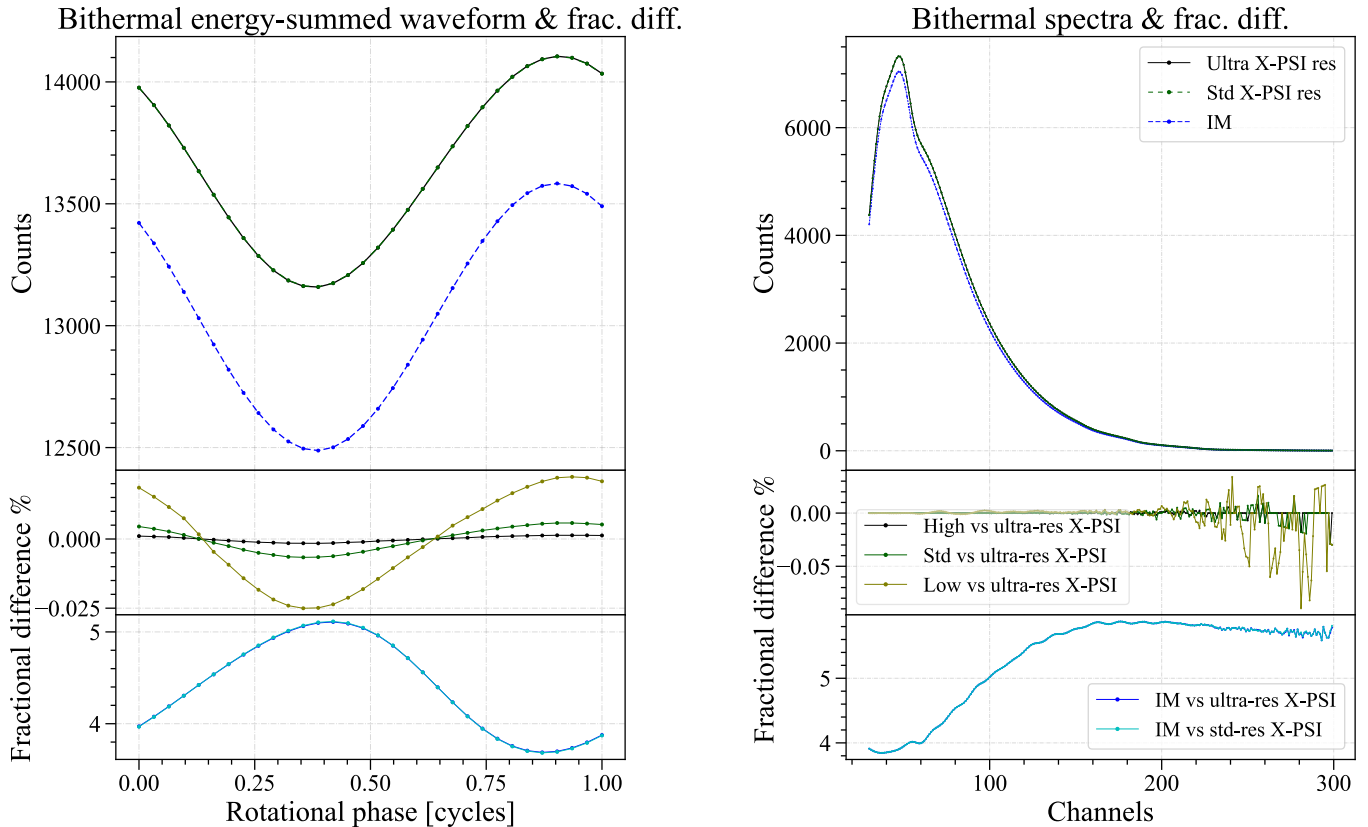 Bithermal energy-summed waveform & frac. diff.
14000
13500
13000
12500
Counts
0.000
−0.025
Fractional difference %
5
4
0.00
0.25
0.50
0.75
1.00
Rotational phase [cycles]
Bithermal spectra & frac. diff.
Ultra X-PSI res
Std X-PSI res
IM
6000
4000
2000
0
Counts
0.00
−0.05
High vs ultra-res X-PSI
Std vs ultra-res X-PSI
Low vs ultra-res X-PSI
Fractional difference %
5
4
IM vs ultra-res X-PSI
IM vs std-res X-PSI
100
200
300
Channels